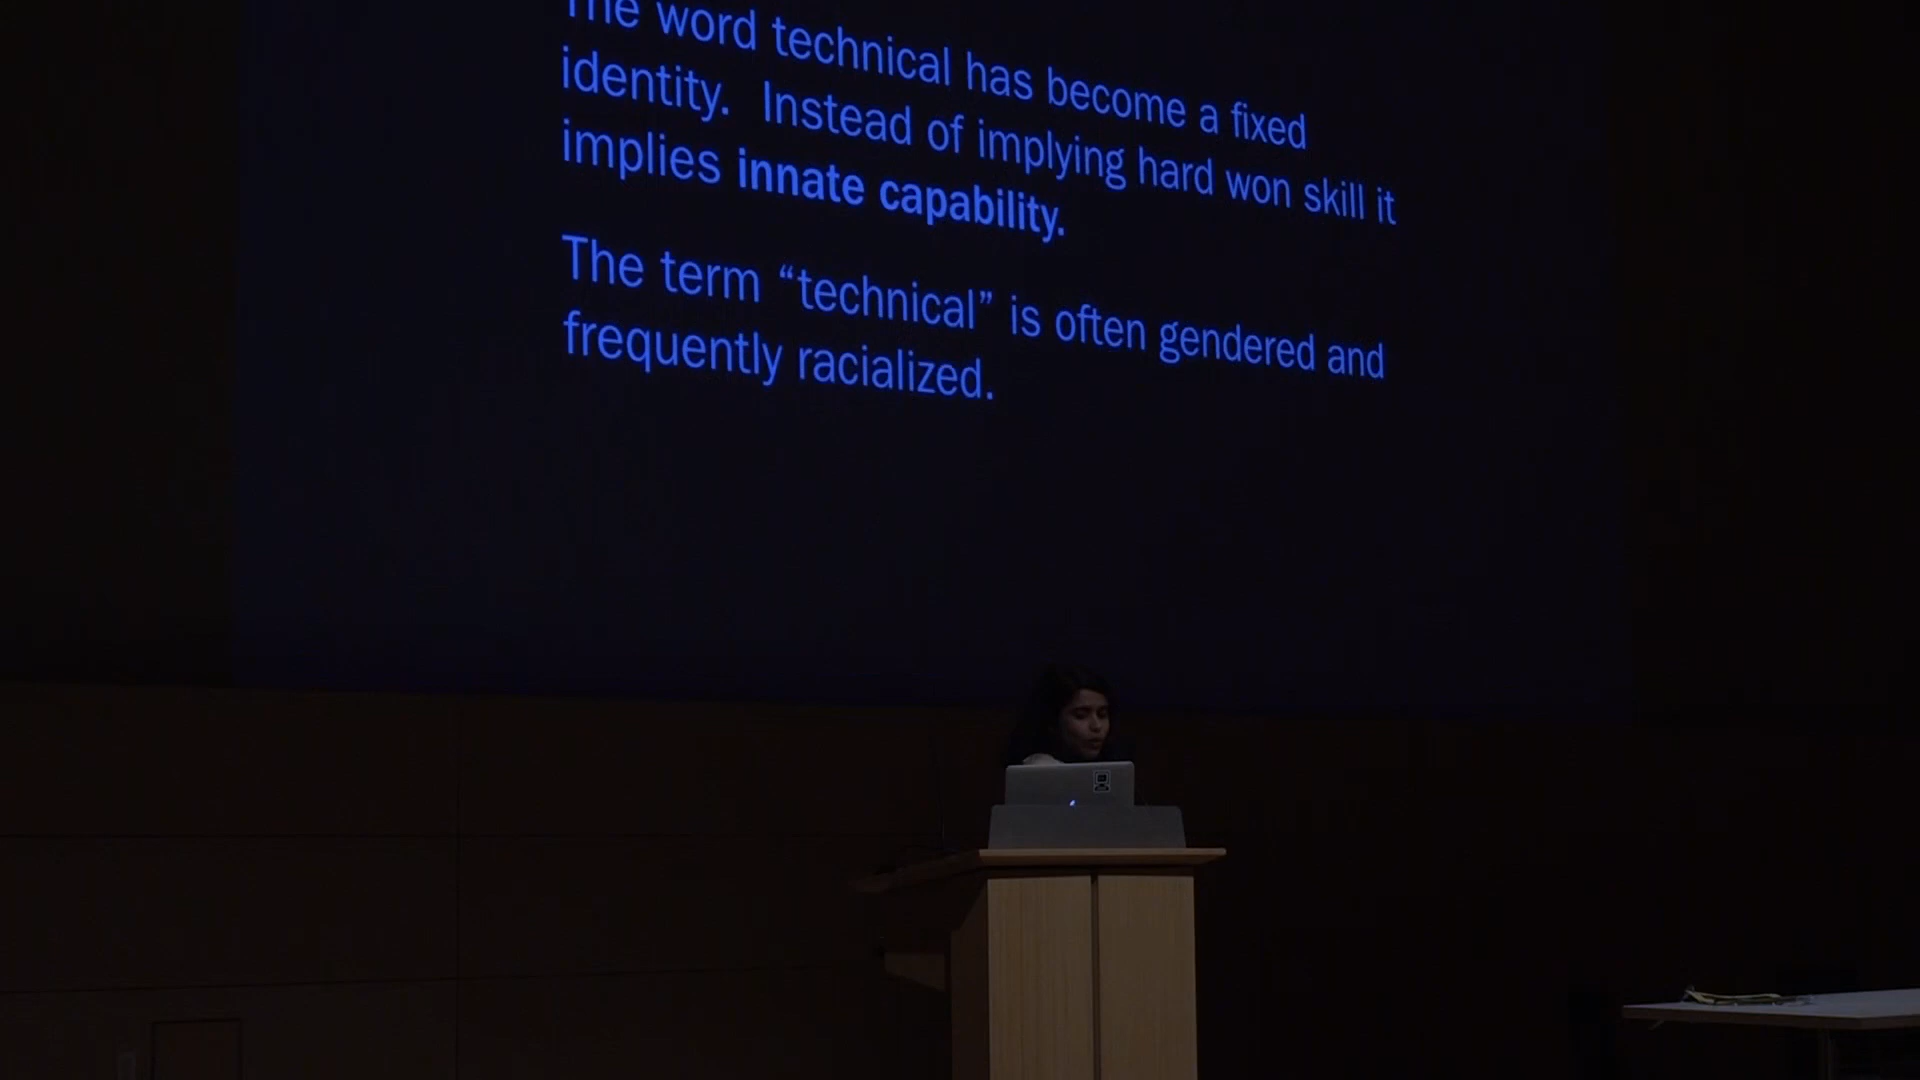 The word technical has become a fixed
identity.  Instead of implying hard won skill it
implies innate capability.
The term “technical” is often gendered and
frequently racialized.